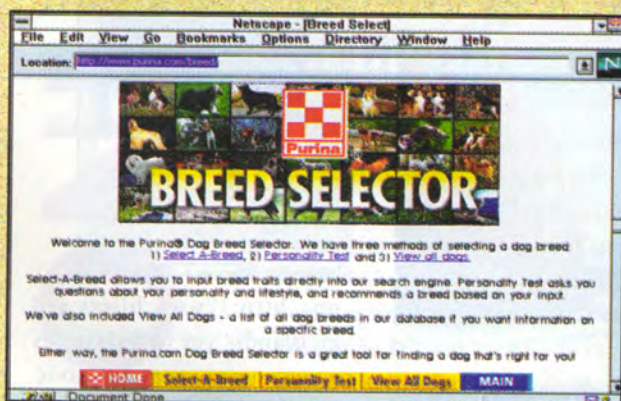 Netscape - [Breed Select]
File Edit View Go Bookmarks Options Directory Window Help
Location: http://www.purina.com/breed/
N
Purina
BREED SELECTOR
Welcome to the Purina® Dog Breed Selector. We have three methods of selecting a dog breed:
1) Select A-Breed, 2) Personality Test and 3) View all dogs.
Select-A-Breed allows you to input breed traits directly into our search engine. Personality Test asks you
questions about your personality and lifestyle, and recommends a breed based on your input.
We've also included View All Dogs - a list of all dog breeds in our database if you want information on
a specific breed.
Either way, the Purina.com Dog Breed Selector is a great tool for finding a dog that's right for you!
HOME Select-A-Breed Personality Test View All Dogs MAIN
Document Done